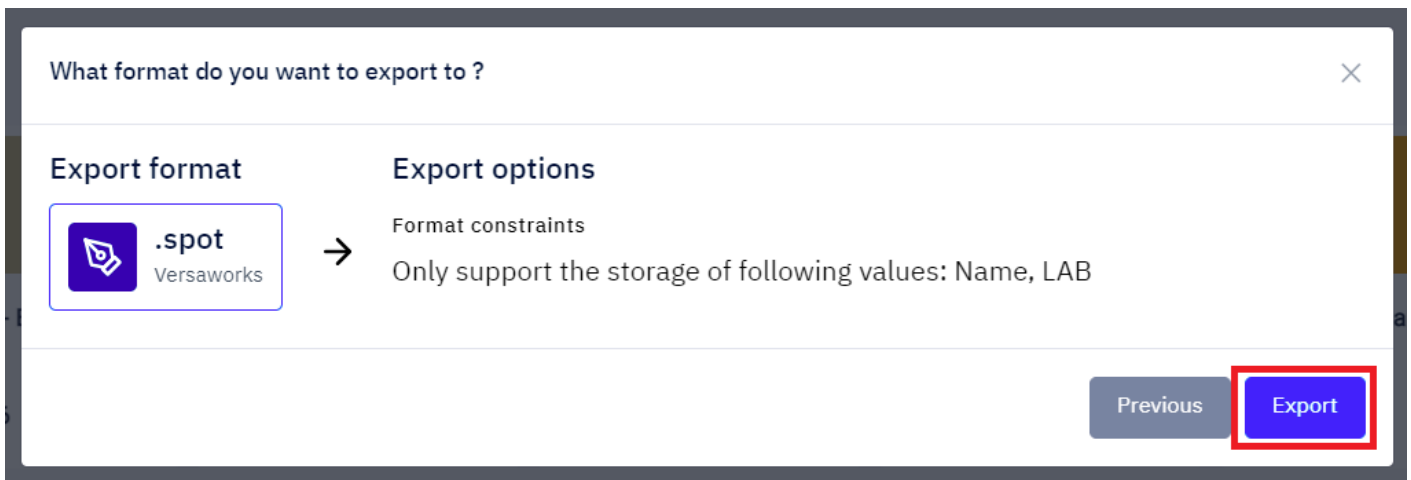 What format do you want to export to ?
Export format
.spot
Versaworks
Export options
Format constraints
Only support the storage of following values: Name, LAB
Previous
Export